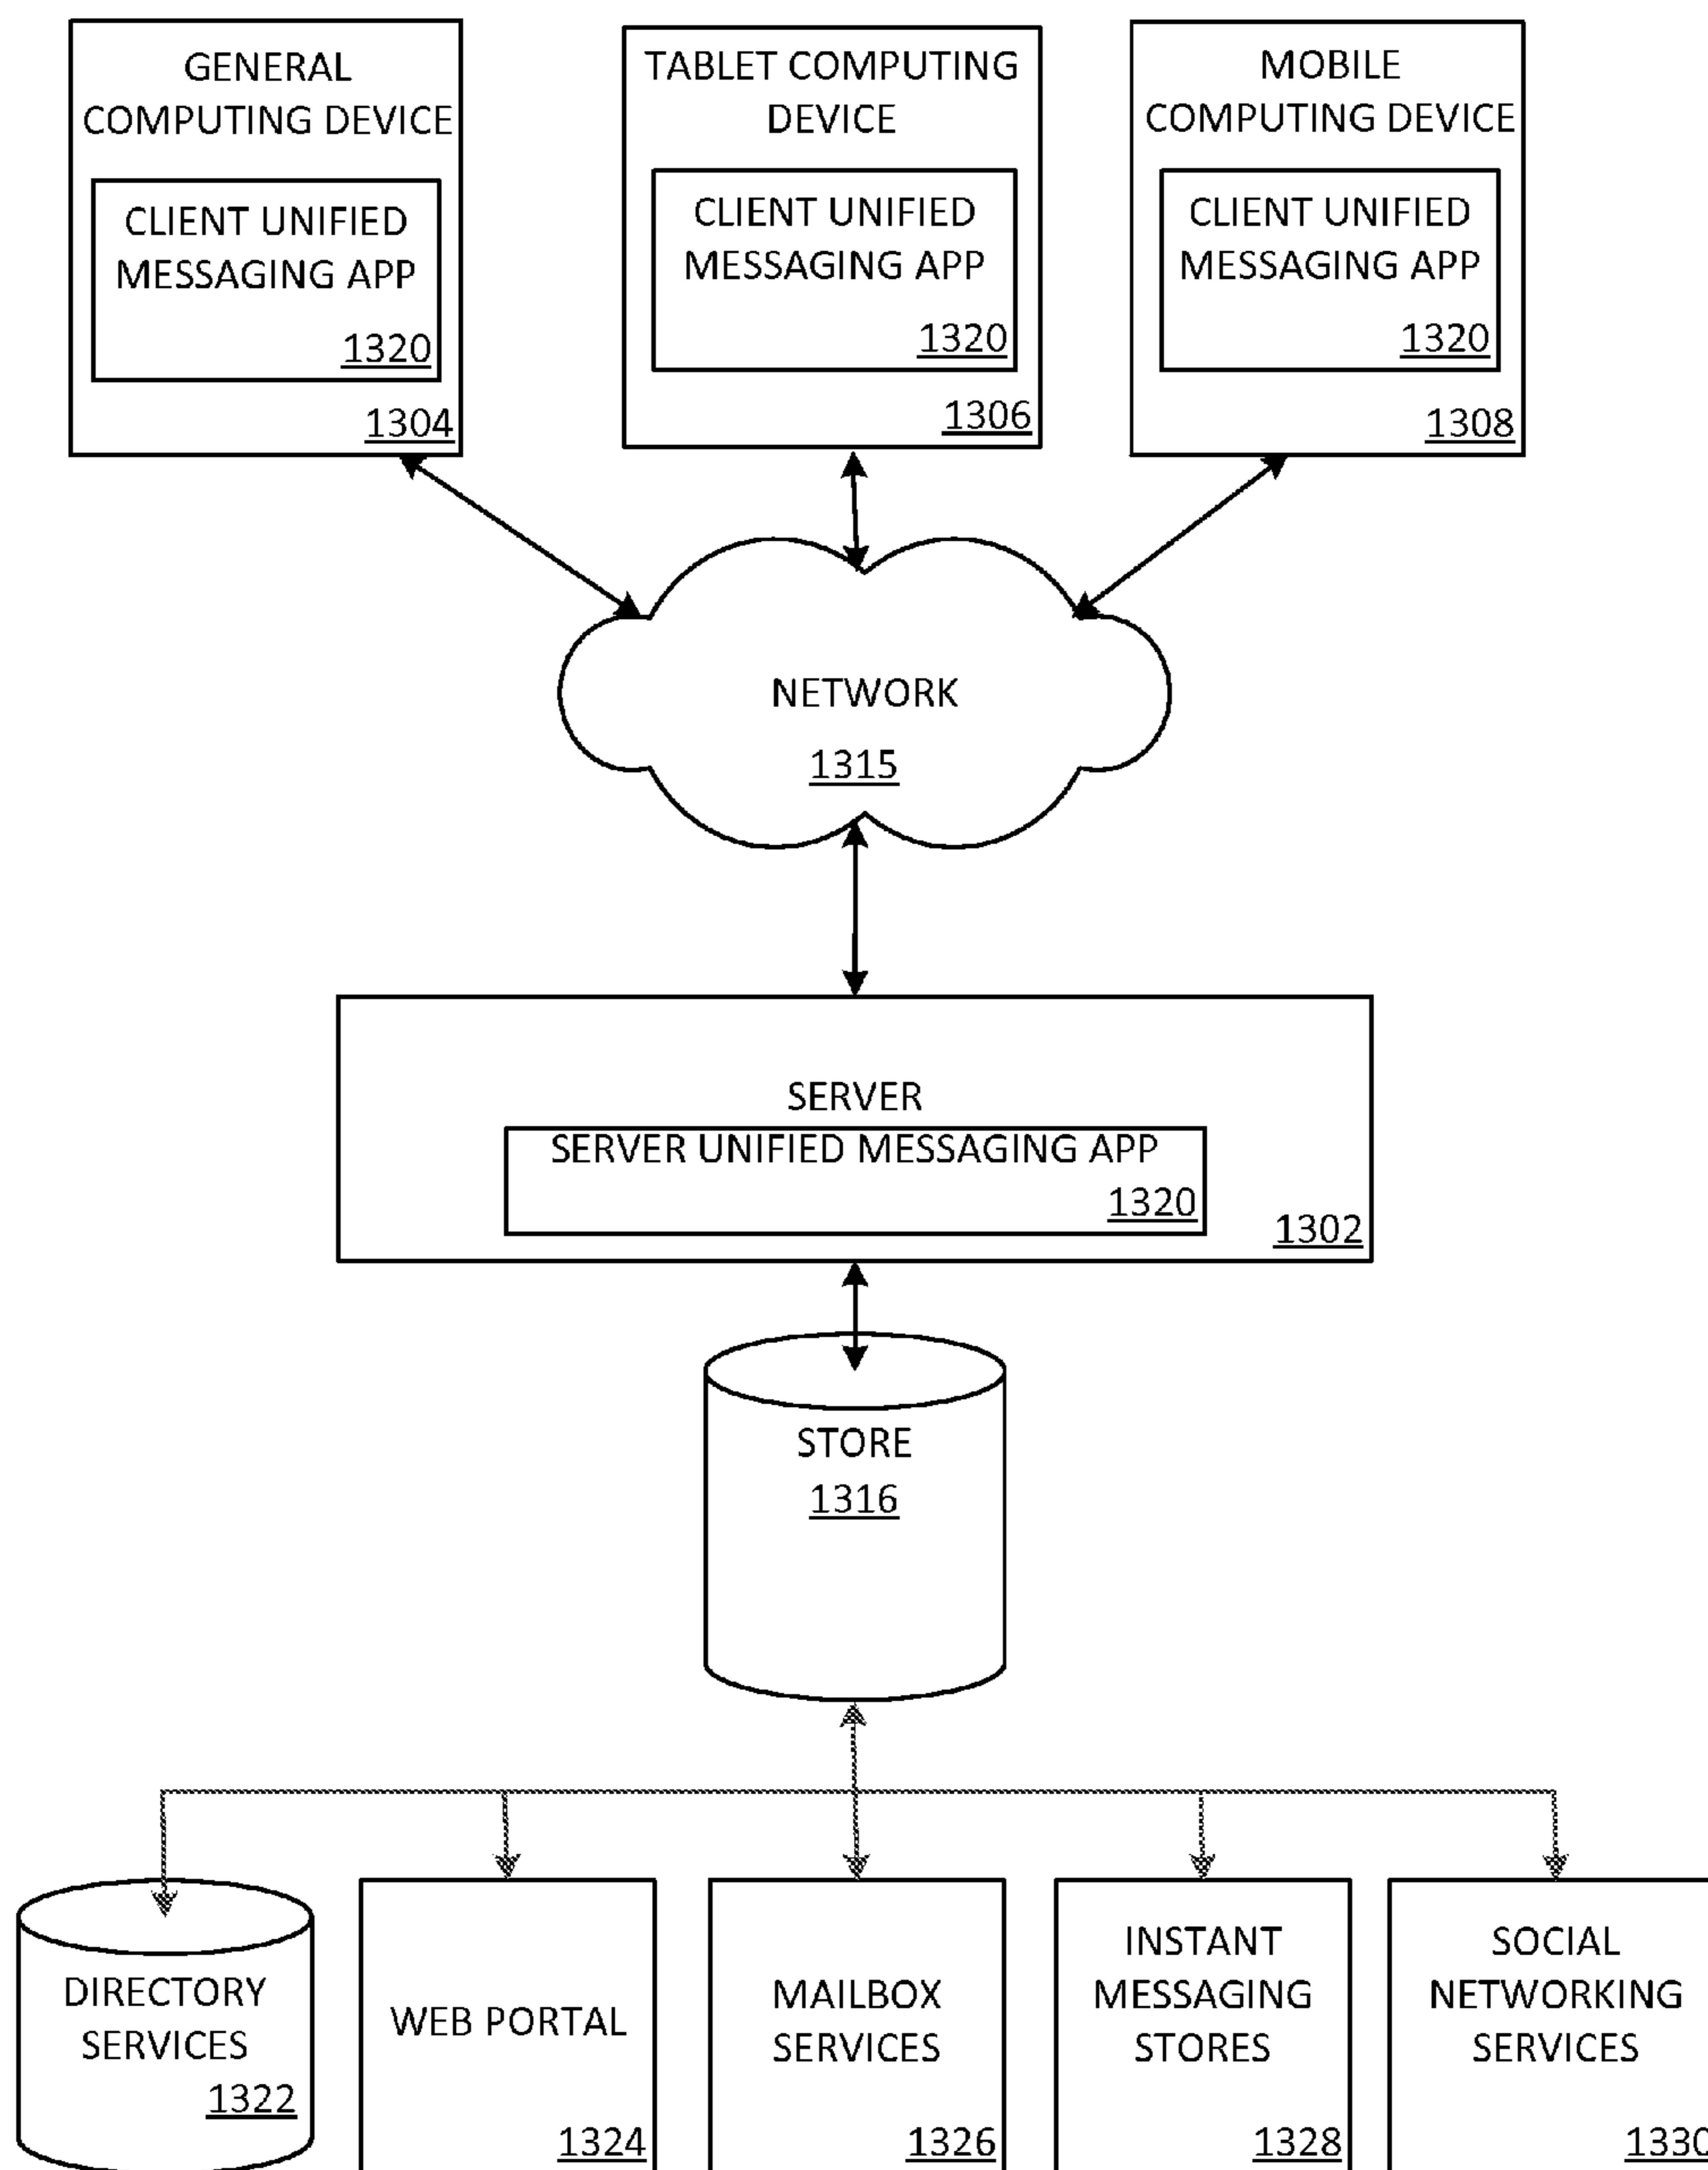 GENERAL
COMPUTING DEVICE
CLIENT UNIFIED
MESSAGING APP
1320
1304
TABLET COMPUTING
DEVICE
CLIENT UNIFIED
MESSAGING APP
1320
1306
MOBILE
COMPUTING DEVICE
CLIENT UNIFIED
MESSAGING APP
1320
1308
NETWORK
1315
SERVER
SERVER UNIFIED MESSAGING APP
1320
1302
STORE
1316
DIRECTORY
SERVICES
1322
WEB PORTAL
1324
MAILBOX
SERVICES
1326
INSTANT
MESSAGING
STORES
1328
SOCIAL
NETWORKING
SERVICES
1330